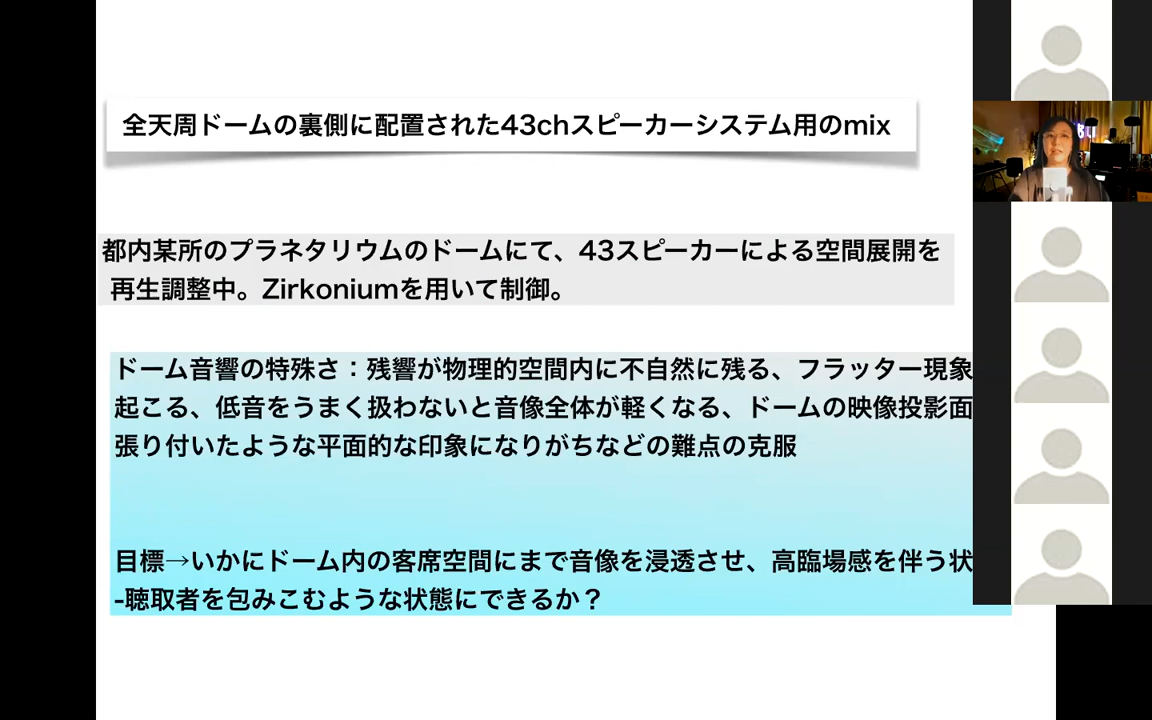 全天周ドームの裏側に配置された43chスピーカーシステム用のmix
都内某所のプラネタリウムのドームにて、43スピーカーによる空間展開を
再生調整中。Zirkoniumを用いて制御。
ドーム音響の特殊さ：残響が物理的空間内に不自然に残る、フラッター現象
起こる、低音をうまく扱わないと音像全体が軽くなる、ドームの映像投影面
張り付いたような平面的な印象になりがちなどの難点の克服
目標→いかにドーム内の客席空間にまで音像を浸透させ、高臨場感を伴う状
-聴取者を包みこむような状態にできるか？